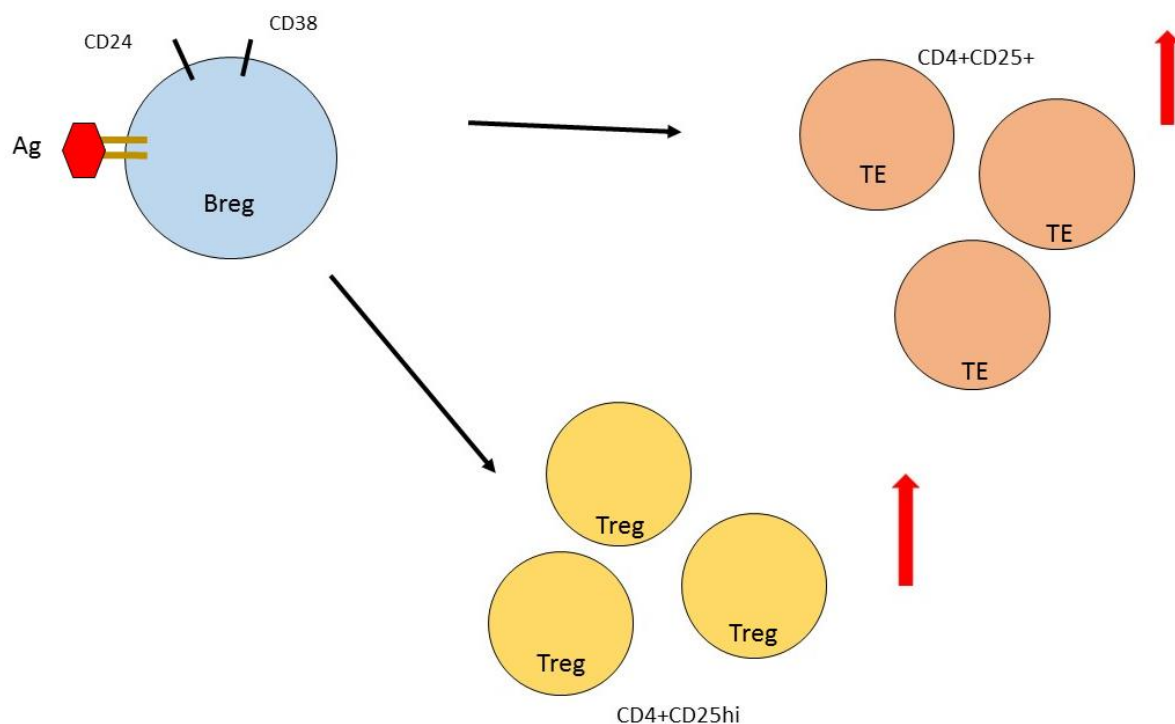 CD24
CD38
Ag
Breg
CD4+CD25+
TE
TE
TE
Treg
Treg
Treg
CD4+CD25hi